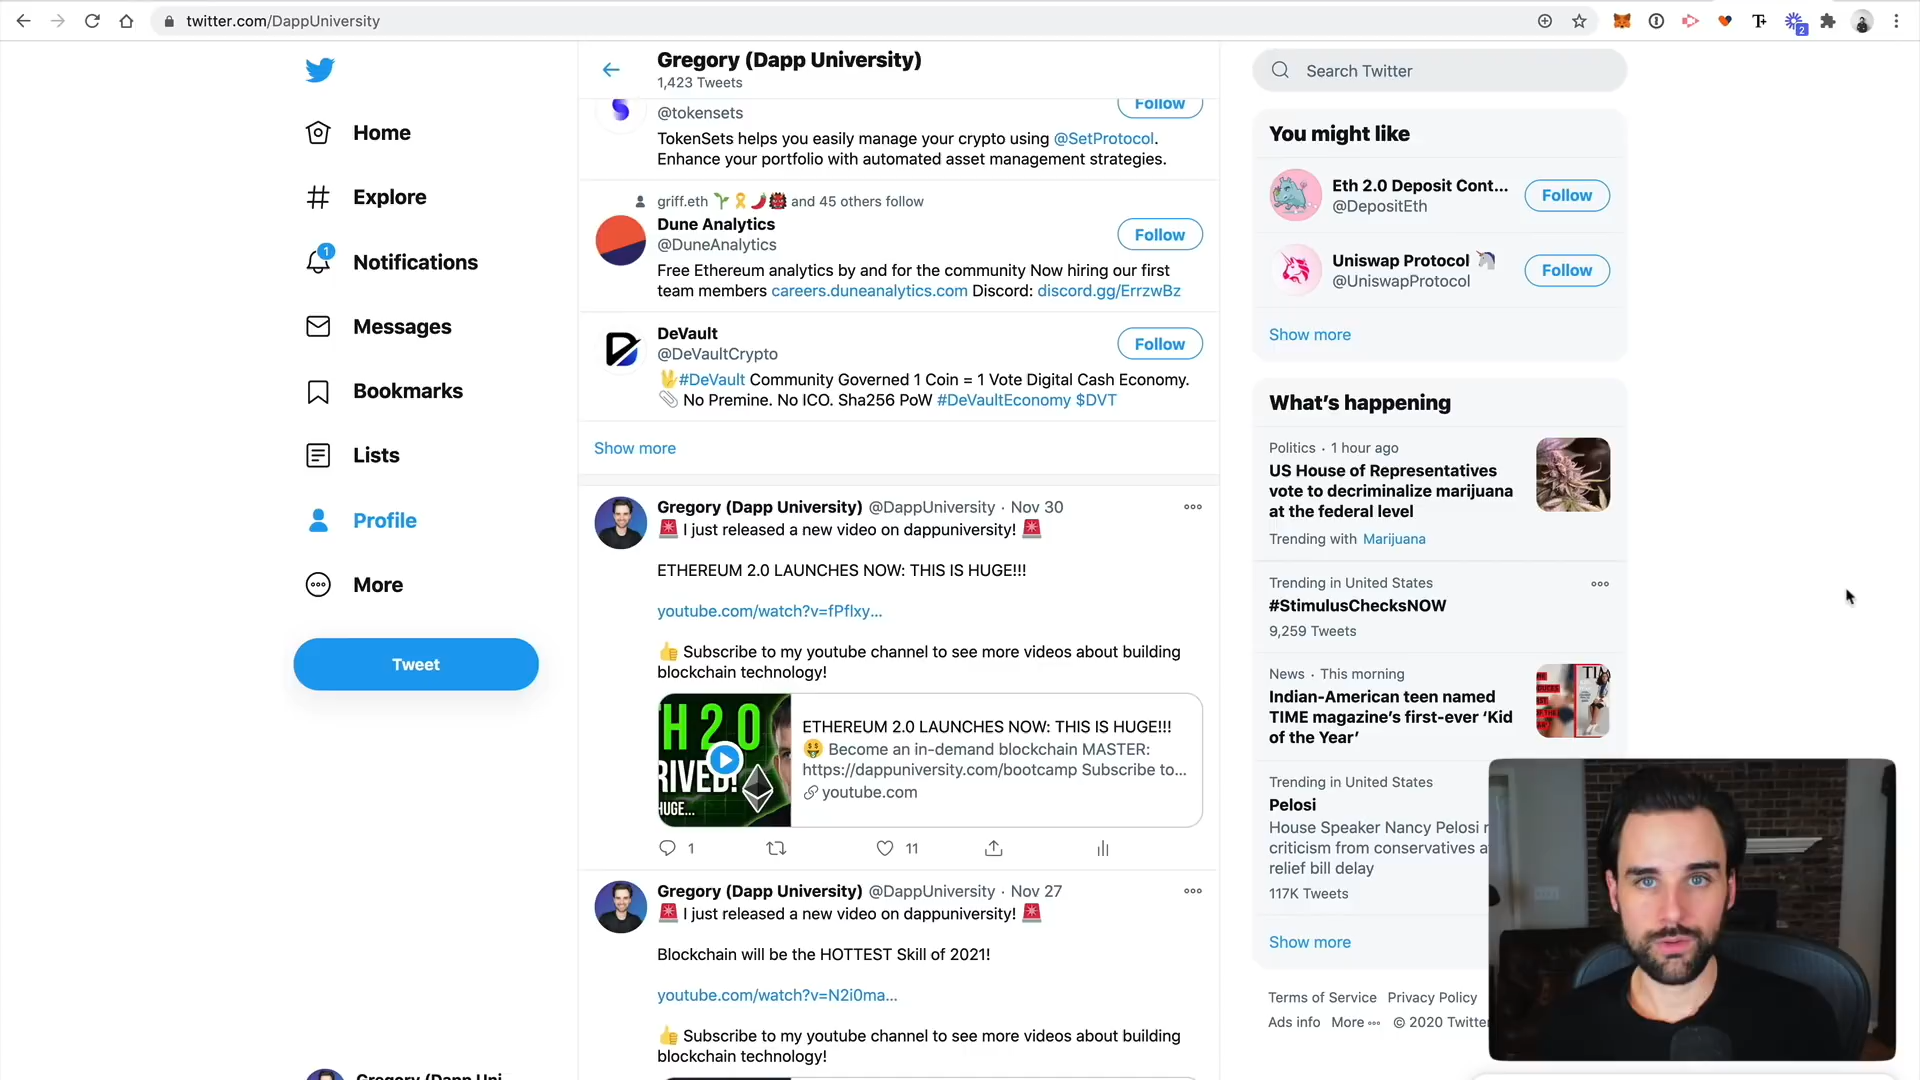 twitter.com/DappUniversity
2
Home
Explore
1
Notifications
Messages
Bookmarks
Lists
Profile
More
Tweet
Gregory (Dapp University)
1,423 Tweets
@tokensets
Follow
TokenSets helps you easily manage your crypto using @SetProtocol.
Enhance your portfolio with automated asset management strategies.
griff.eth 🌱🎗️🌶️👹 and 45 others follow
Dune Analytics
@DuneAnalytics
Follow
Free Ethereum analytics by and for the community Now hiring our first
team members careers.duneanalytics.com Discord: discord.gg/ErrzwBz
DeVault
@DeVaultCrypto
Follow
🖖#DeVault Community Governed 1 Coin = 1 Vote Digital Cash Economy.
📎 No Premine. No ICO. Sha256 PoW #DeVaultEconomy $DVT
Show more
Gregory (Dapp University) @DappUniversity · Nov 30
🚨 I just released a new video on dappuniversity! 🚨
ETHEREUM 2.0 LAUNCHES NOW: THIS IS HUGE!!!
youtube.com/watch?v=fPflxy...
👍 Subscribe to my youtube channel to see more videos about building
blockchain technology!
TH 2.0
RIVED!
HUGE...
ETHEREUM 2.0 LAUNCHES NOW: THIS IS HUGE!!!
🤑 Become an in-demand blockchain MASTER:
https://dappuniversity.com/bootcamp Subscribe to...
youtube.com
1
11
Gregory (Dapp University) @DappUniversity · Nov 27
🚨 I just released a new video on dappuniversity! 🚨
Blockchain will be the HOTTEST Skill of 2021!
youtube.com/watch?v=N2i0ma...
👍 Subscribe to my youtube channel to see more videos about building
blockchain technology!
Gregory (Dapp Uni...
Search Twitter
You might like
Eth 2.0 Deposit Cont...
@DepositEth
Follow
Uniswap Protocol 🦄
@UniswapProtocol
Follow
Show more
What's happening
Politics · 1 hour ago
US House of Representatives
vote to decriminalize marijuana
at the federal level
Trending with Marijuana
Trending in United States
#StimulusChecksNOW
9,259 Tweets
News · This morning
Indian-American teen named
TIME magazine's first-ever 'Kid
of the Year'
Trending in United States
Pelosi
House Speaker Nancy Pelosi
criticism from conservatives
relief bill delay
117K Tweets
Show more
Terms of Service Privacy Policy
Ads info More © 2020 Twitte